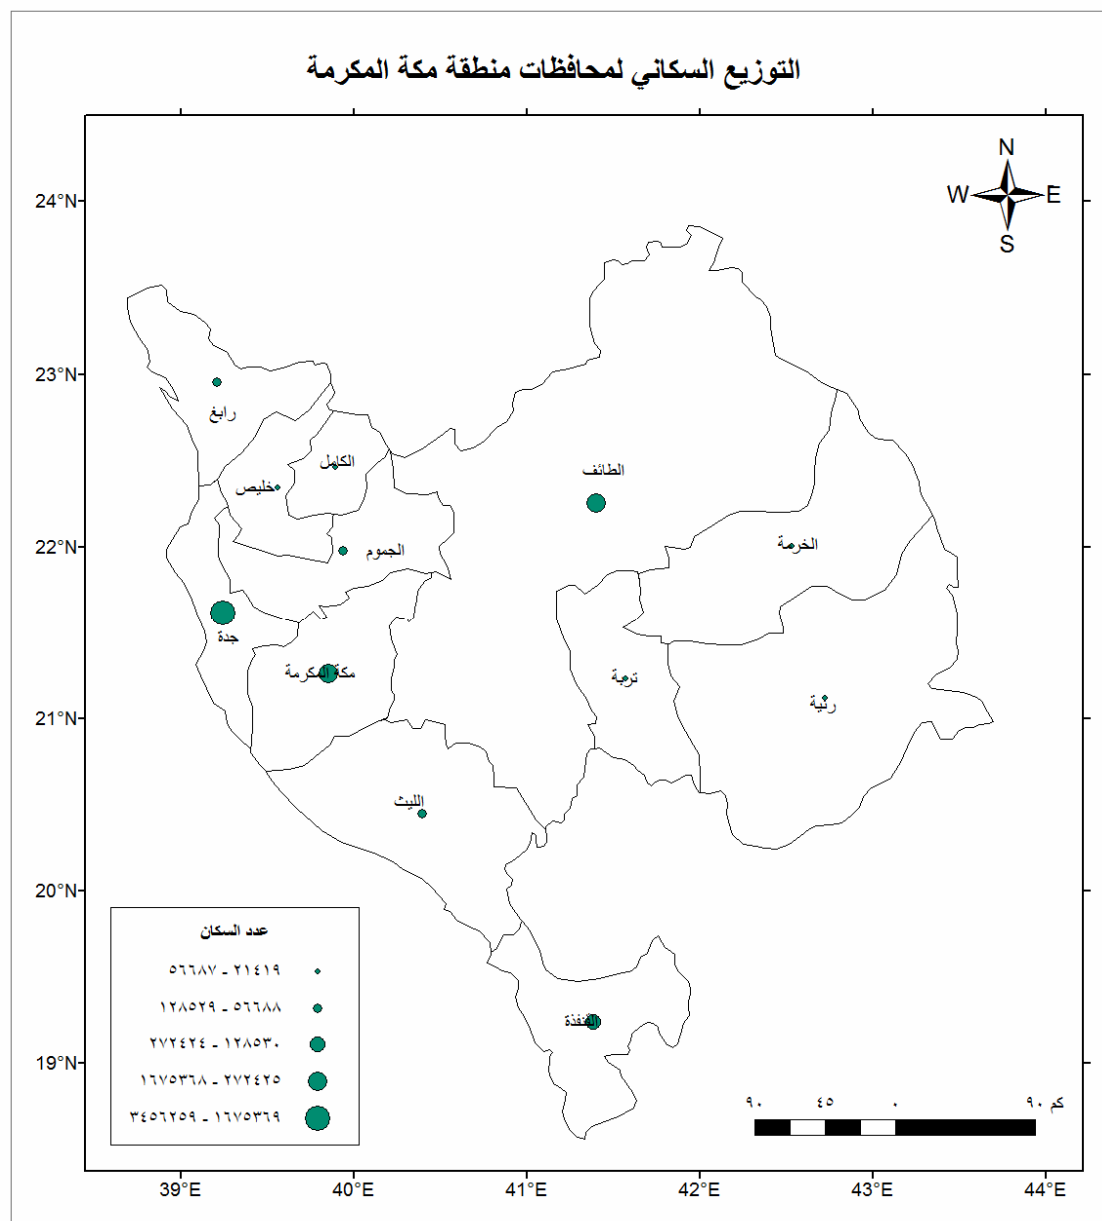 التوزيع السكاني لمحافظات منطقة مكة المكرمة
N
W E
S
24°N
23°N
22°N
21°N
20°N
19°N
رابغ
الكامل
خليص
الطائف
الجموم
الخرمة
جدة
مكة المكرمة
تربة
رنية
الليث
القنفذة
عدد السكان
٢١٤١٩ - ٥٦٦٨٧
٥٦٦٨٨ - ١٢٨٥٢٩
١٢٨٥٣٠ - ٢٧٢٤٢٤
٢٧٢٤٢٥ - ١٦٧٥٣٦٨
١٦٧٥٣٦٩ - ٣٤٥٦٢٥٩
٩٠ ٤٥ ٠ ٩٠ كم
39°E 40°E 41°E 42°E 43°E 44°E